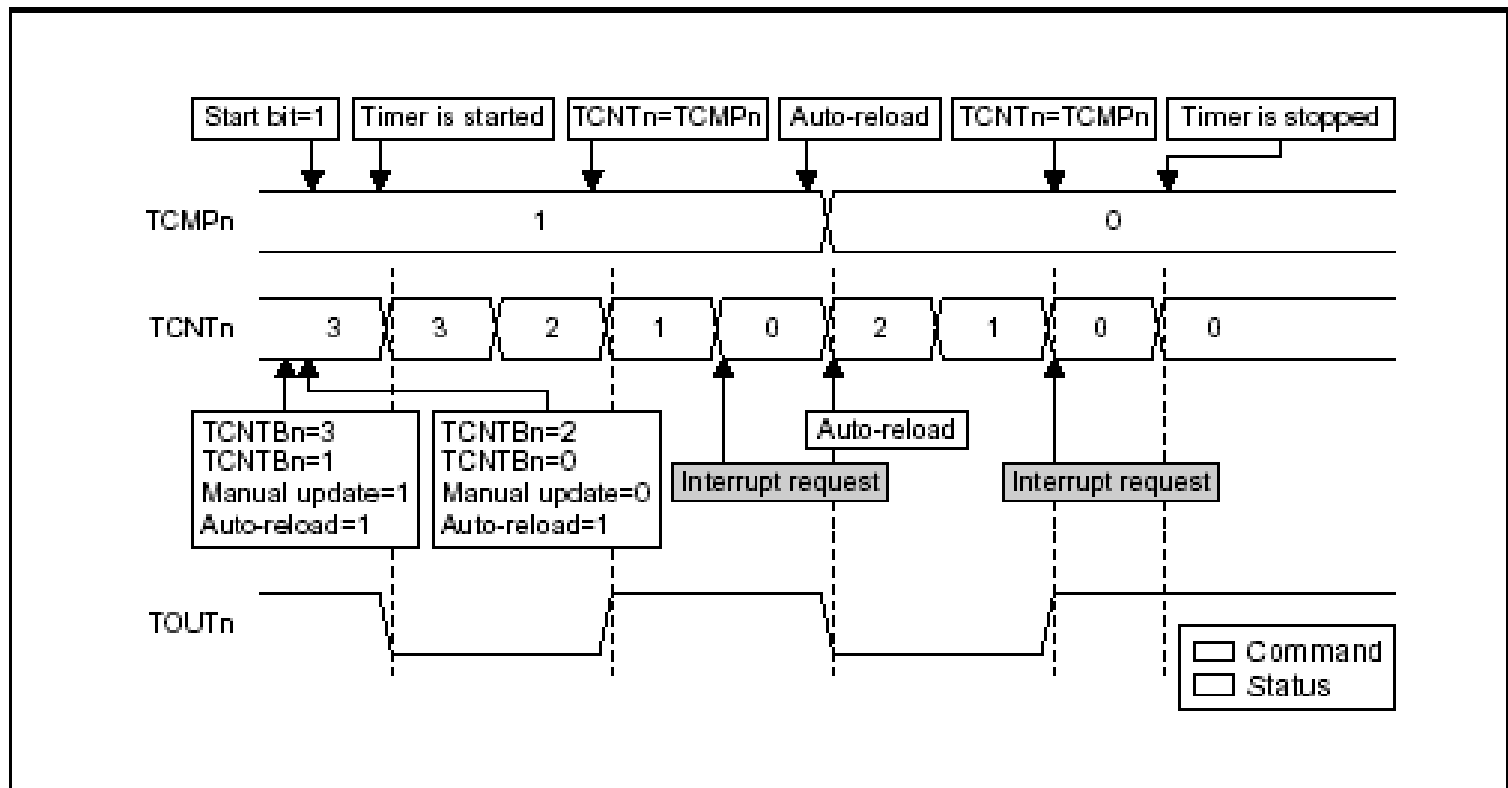 Start bit=1
Timer is started
TCNTn=TCMPn
Auto-reload
TCNTn=TCMPn
Timer is stopped
TCMPn
1
0
TCNTn
3
3
2
1
0
2
1
0
0
TCNTBn=3
TCNTBn=1
Manual update=1
Auto-reload=1
TCNTBn=2
TCNTBn=0
Manual update=0
Auto-reload=1
Auto-reload
Interrupt request
Interrupt request
TOUTn
Command
Status